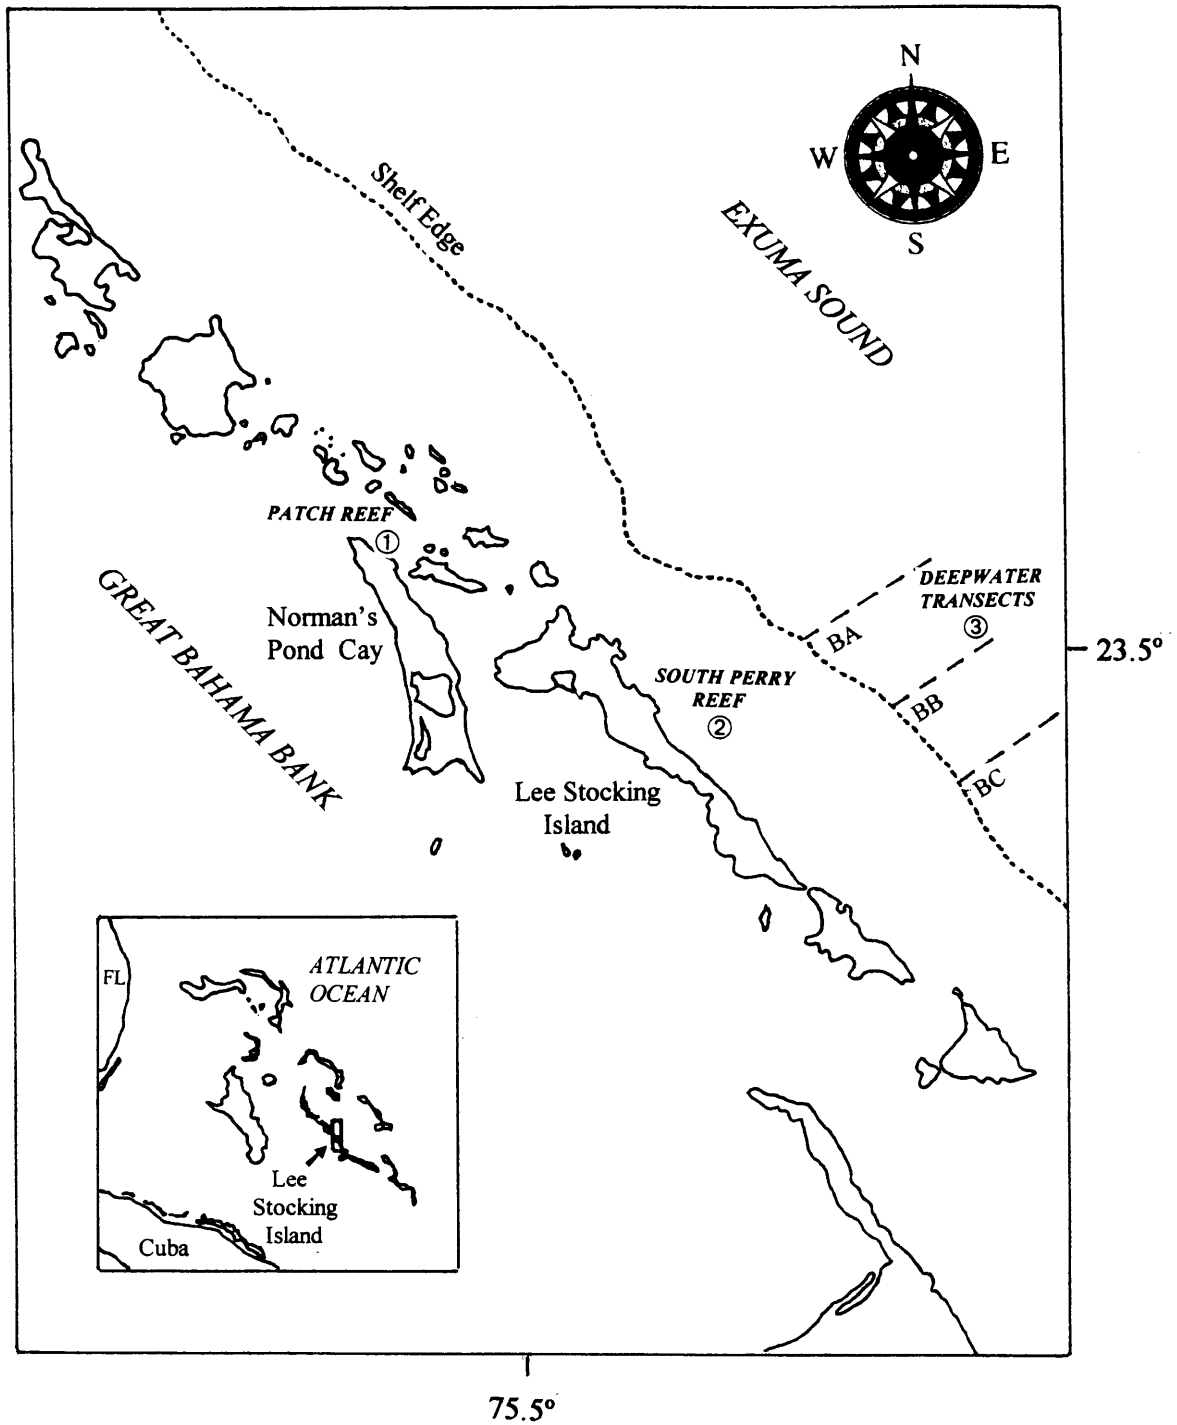 N
W
E
S
Shelf Edge
EXUMA SOUND
PATCH REEF
①
Norman's
Pond Cay
GREAT BAHAMA BANK
DEEPWATER
TRANSECTS
③
BA
BB
BC
23.5°
SOUTH PERRY
REEF
②
Lee Stocking
Island
FL
ATLANTIC
OCEAN
Lee
Stocking
Island
Cuba
75.5°